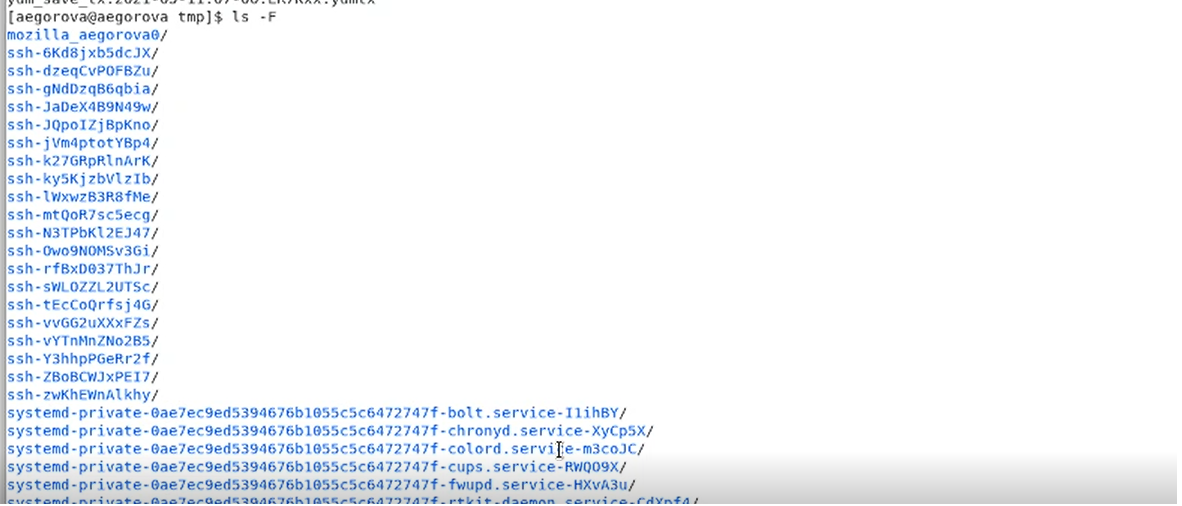 [aegorova@aegorova tmp]$ ls -F
mozilla_aegorova0/
ssh-6Kd8jxb5dcJX/
ssh-dzeqCvPOFBZu/
ssh-gNdDzqB6qbia/
ssh-JaDeX4B9N49w/
ssh-JQpoIZjBpKno/
ssh-jVm4ptotYBp4/
ssh-k27GRpRlnArK/
ssh-ky5KjzbVlzIb/
ssh-lWxwzB3R8fMe/
ssh-mtQoR7sc5ecg/
ssh-N3TPbKl2EJ47/
ssh-Owo9NOMSv3Gi/
ssh-rfBxD037ThJr/
ssh-sWLOZZL2UTSc/
ssh-tEcCoQrfsj4G/
ssh-vvGG2uXXxFZs/
ssh-vYTnMnZNo2B5/
ssh-Y3hhpPGeRr2f/
ssh-ZBoBCWJxPEI7/
ssh-zwKhEWnAlkhy/
systemd-private-0ae7ec9ed5394676b1055c5c6472747f-bolt.service-I1ihBY/
systemd-private-0ae7ec9ed5394676b1055c5c6472747f-chronyd.service-XyCp5X/
systemd-private-0ae7ec9ed5394676b1055c5c6472747f-colord.service-m3coJC/
systemd-private-0ae7ec9ed5394676b1055c5c6472747f-cups.service-RWQO9X/
systemd-private-0ae7ec9ed5394676b1055c5c6472747f-fwupd.service-HXvA3u/